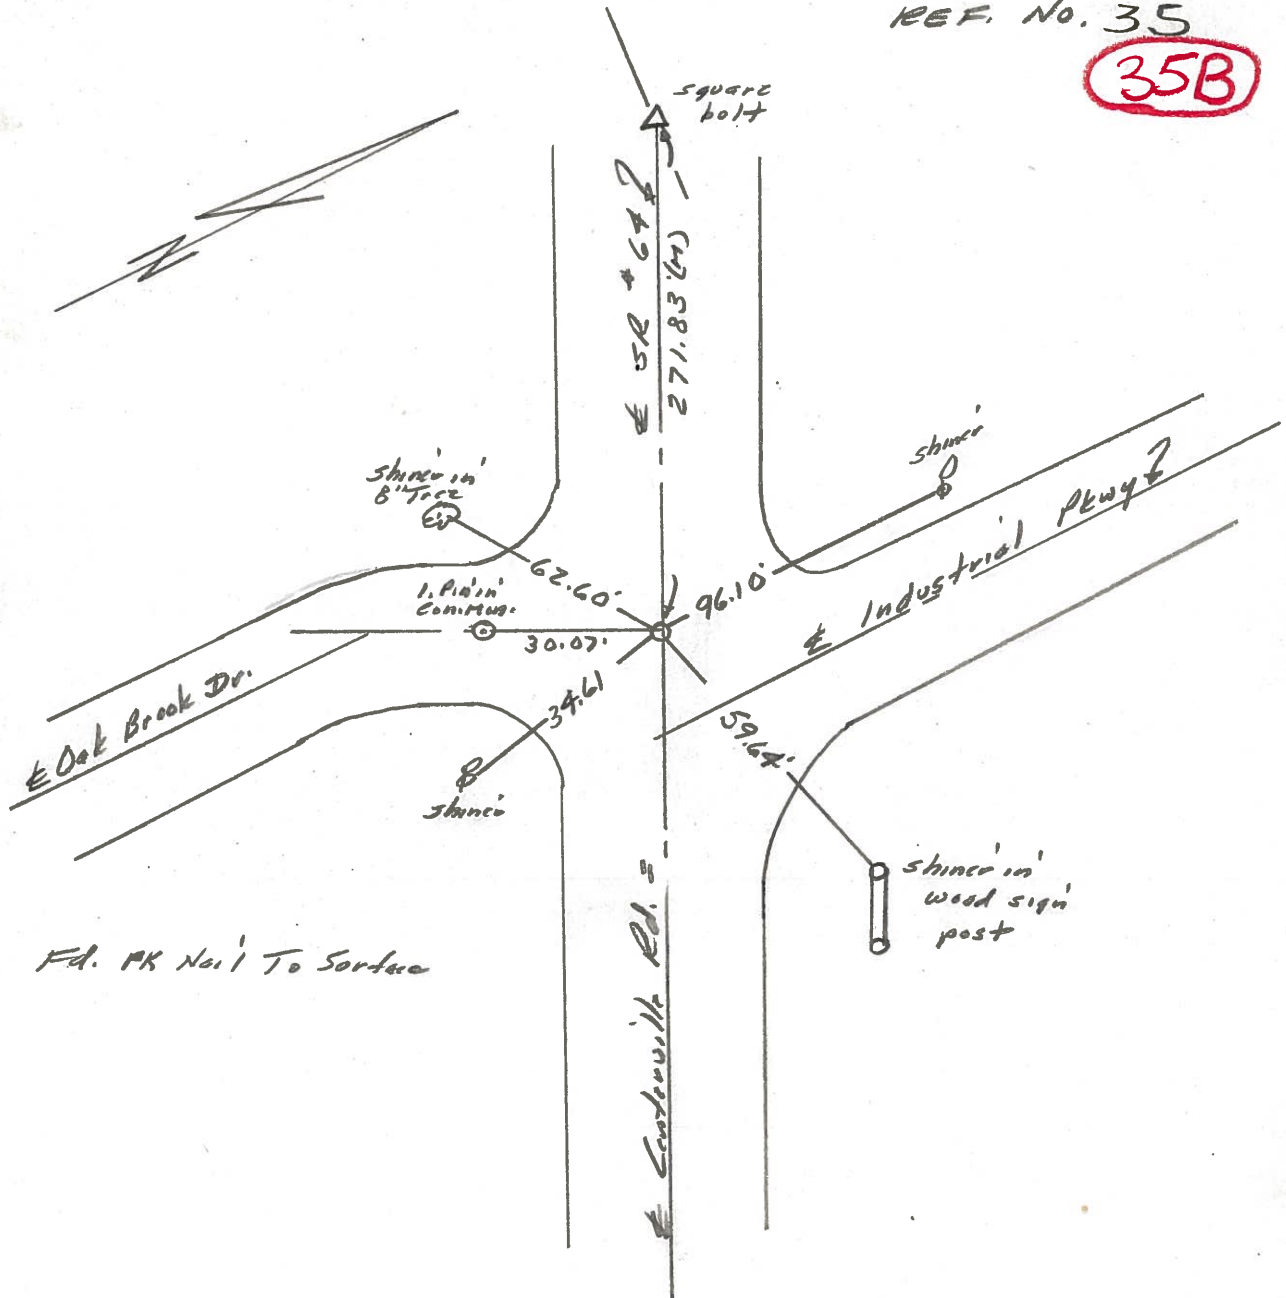 REF. No. 35
35B
square
bolt
N
℄ SR #64
271.83'(M)
shiner
shiner in
8" Tree
℄ Industrial Pkwy
62.60'
96.10'
I. Pin in
Con. Mon.
30.07'
℄ Oak Brook Dr.
34.61
59.64'
shiner
shiner in
wood sign
post
℄ Centerville Rd.
Fd. PK Nail To Surface